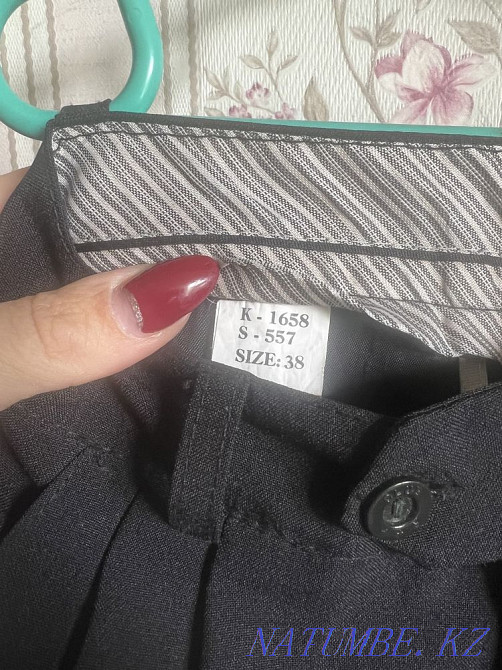 K - 1658
S - 557
SIZE: 38
NATUMBE.KZ